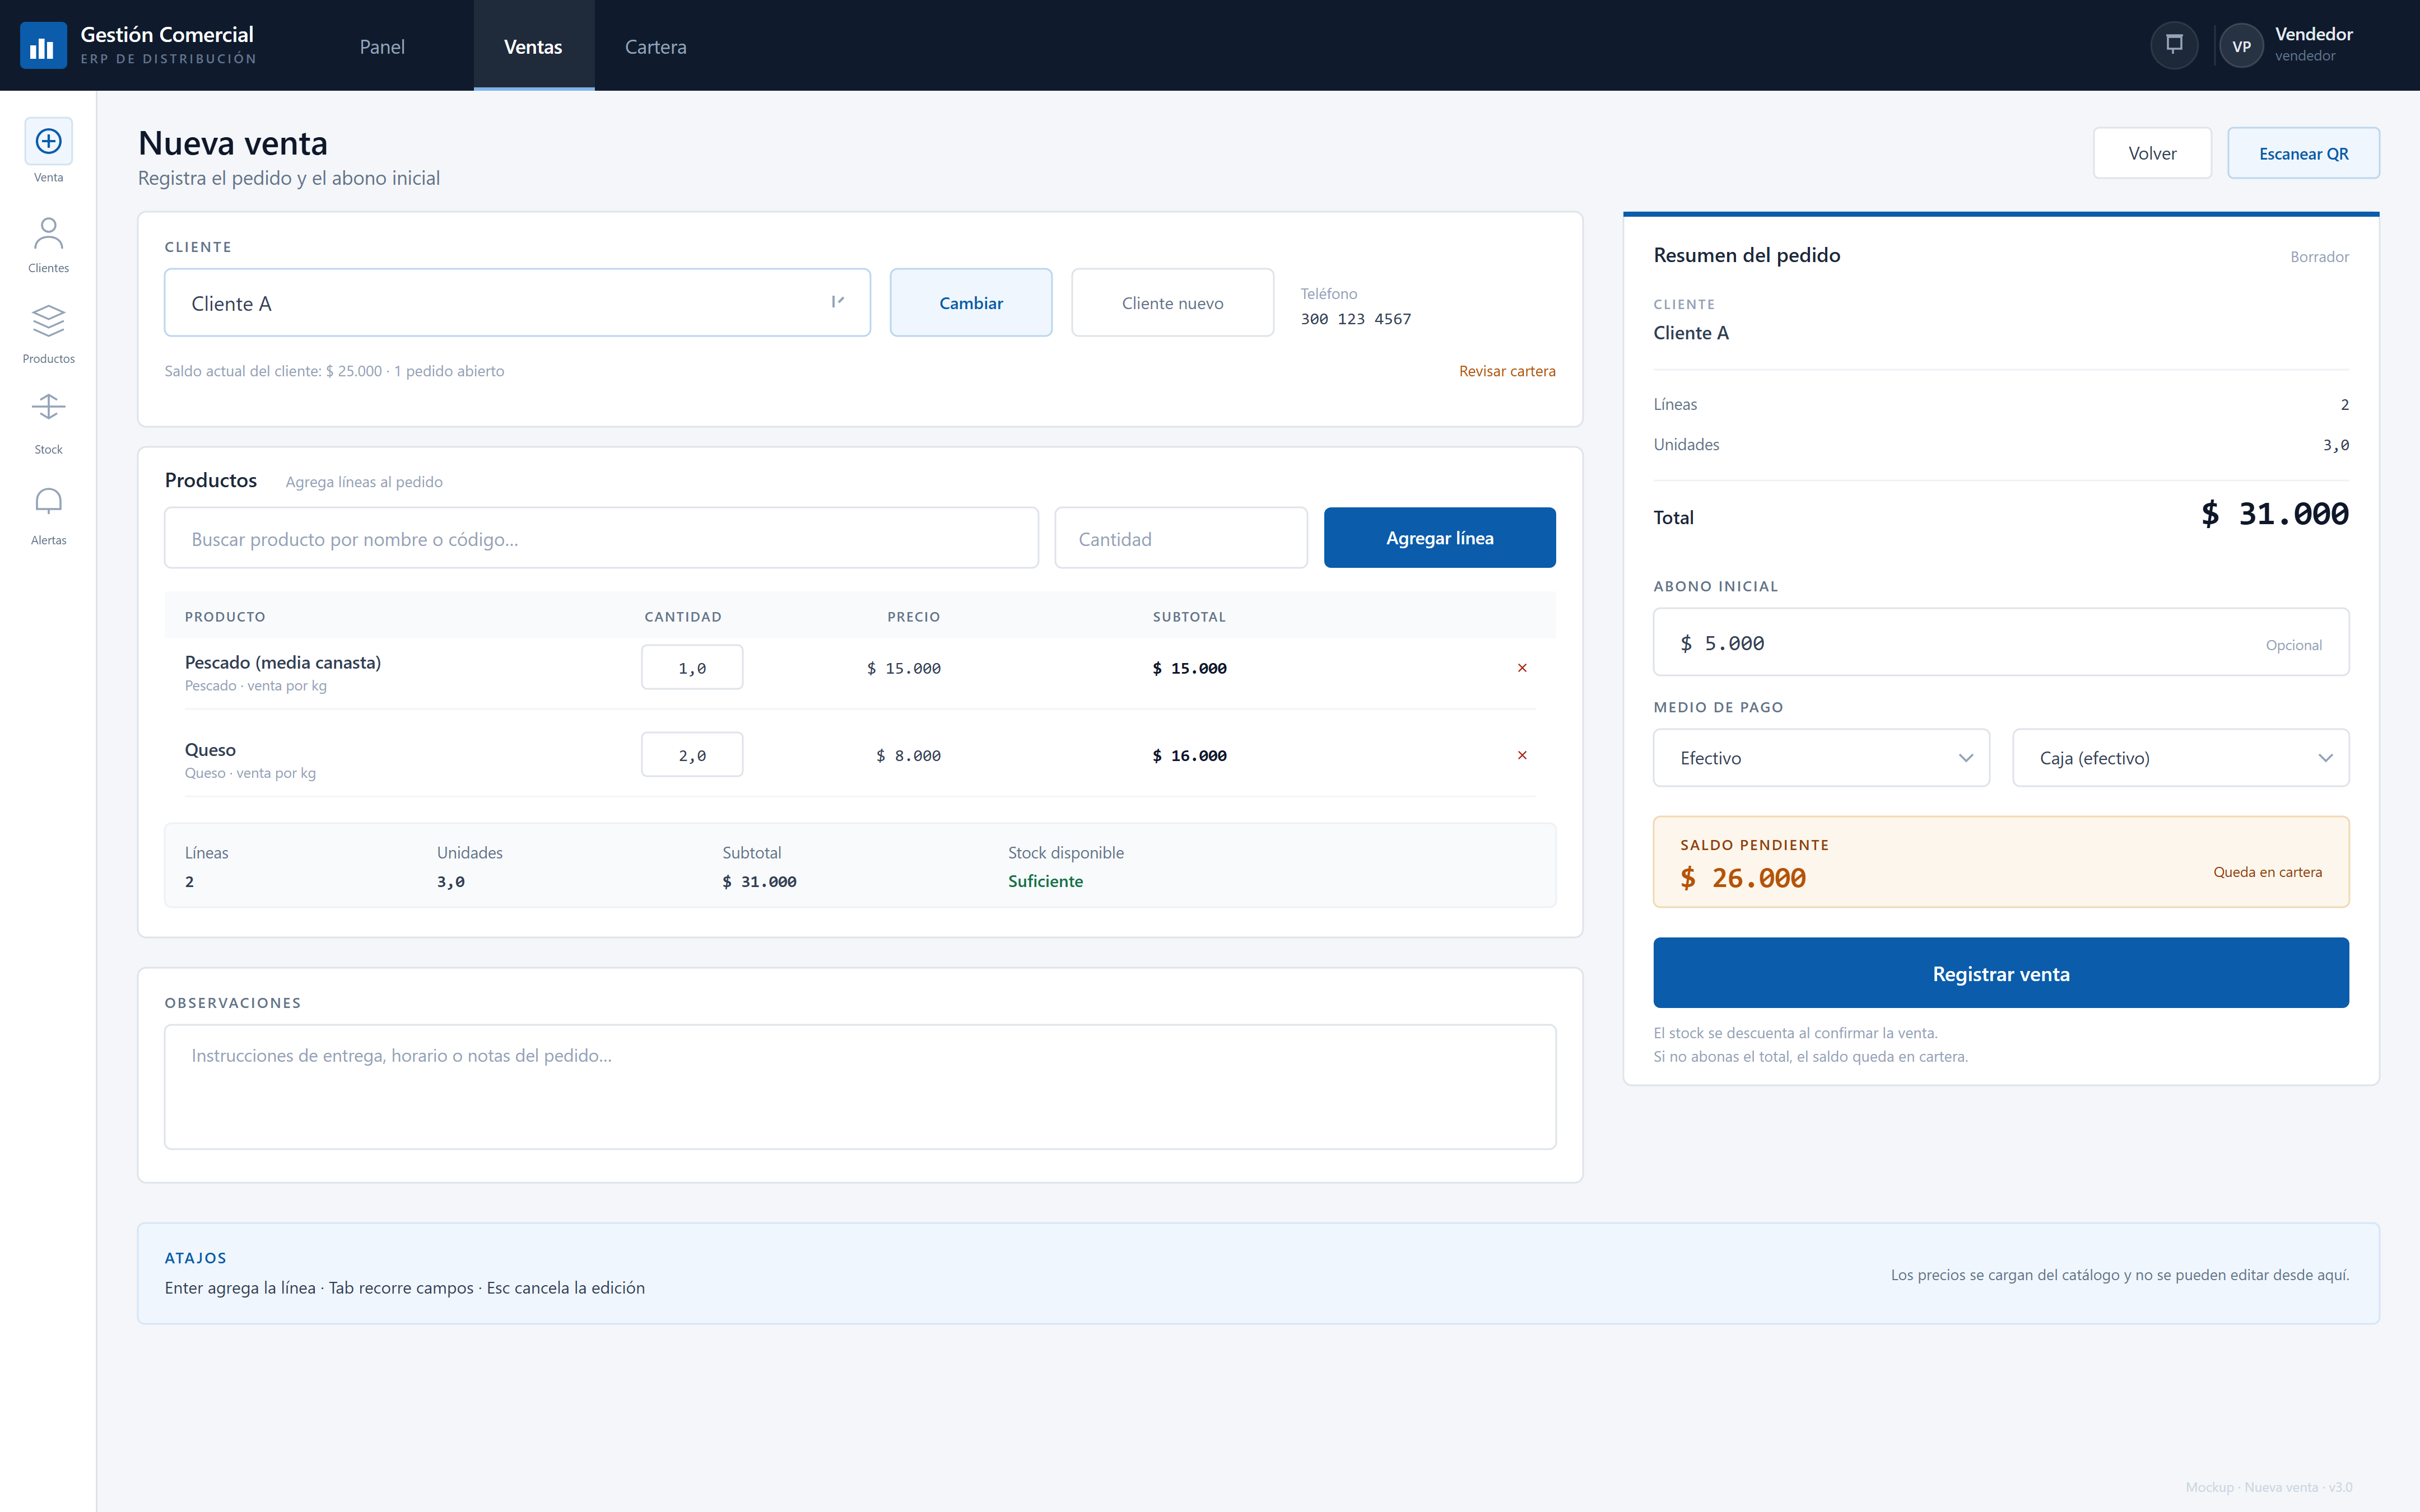 Gestión Comercial
ERP DE DISTRIBUCIÓN
Panel
Ventas
Cartera
VP
Vendedor
vendedor
Venta
Clientes
Productos
Stock
Alertas
Nueva venta
Registra el pedido y el abono inicial
Volver
Escanear QR
CLIENTE
Cliente A
Cambiar
Cliente nuevo
Teléfono
300 123 4567
Saldo actual del cliente: $ 25.000 · 1 pedido abierto
Revisar cartera
Productos
Agrega líneas al pedido
Buscar producto por nombre o código...
Cantidad
Agregar línea
PRODUCTO CANTIDAD PRECIO SUBTOTAL
Pescado (media canasta) 1,0 $ 15.000 $ 15.000 ×
Pescado · venta por kg
Queso 2,0 $ 8.000 $ 16.000 ×
Queso · venta por kg
Líneas Unidades Subtotal Stock disponible
2 3,0 $ 31.000 Suficiente
OBSERVACIONES
Instrucciones de entrega, horario o notas del pedido...
Resumen del pedido
Borrador
CLIENTE
Cliente A
Líneas 2
Unidades 3,0
Total $ 31.000
ABONO INICIAL
$ 5.000 Opcional
MEDIO DE PAGO
Efectivo
Caja (efectivo)
SALDO PENDIENTE
$ 26.000
Queda en cartera
Registrar venta
El stock se descuenta al confirmar la venta.
Si no abonas el total, el saldo queda en cartera.
ATAJOS
Enter agrega la línea · Tab recorre campos · Esc cancela la edición
Los precios se cargan del catálogo y no se pueden editar desde aquí.
Mockup · Nueva venta · v3.0